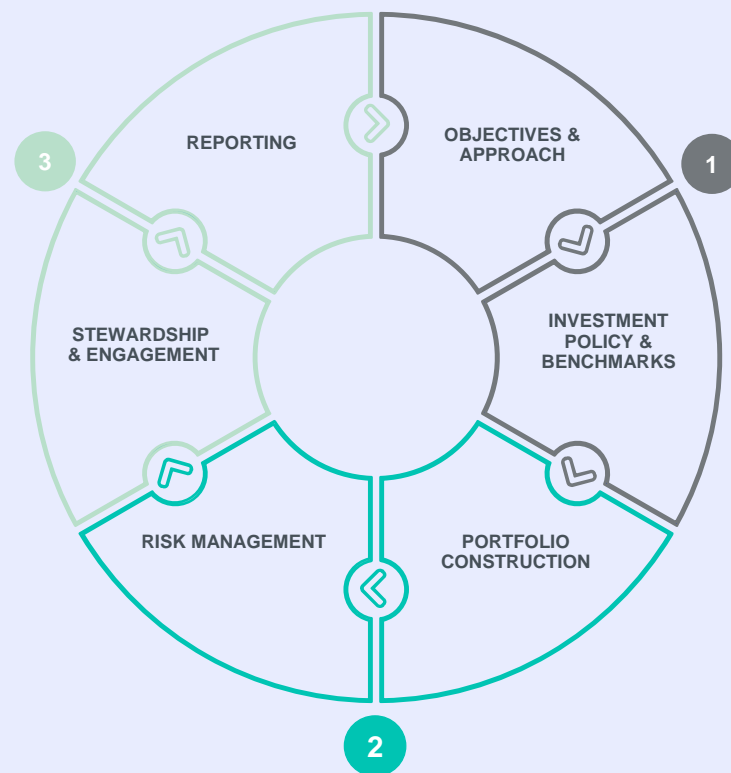 REPORTING
OBJECTIVES &
APPROACH
3
1
STEWARDSHIP
& ENGAGEMENT
INVESTMENT
POLICY &
BENCHMARKS
RISK MANAGEMENT
PORTFOLIO
CONSTRUCTION
2